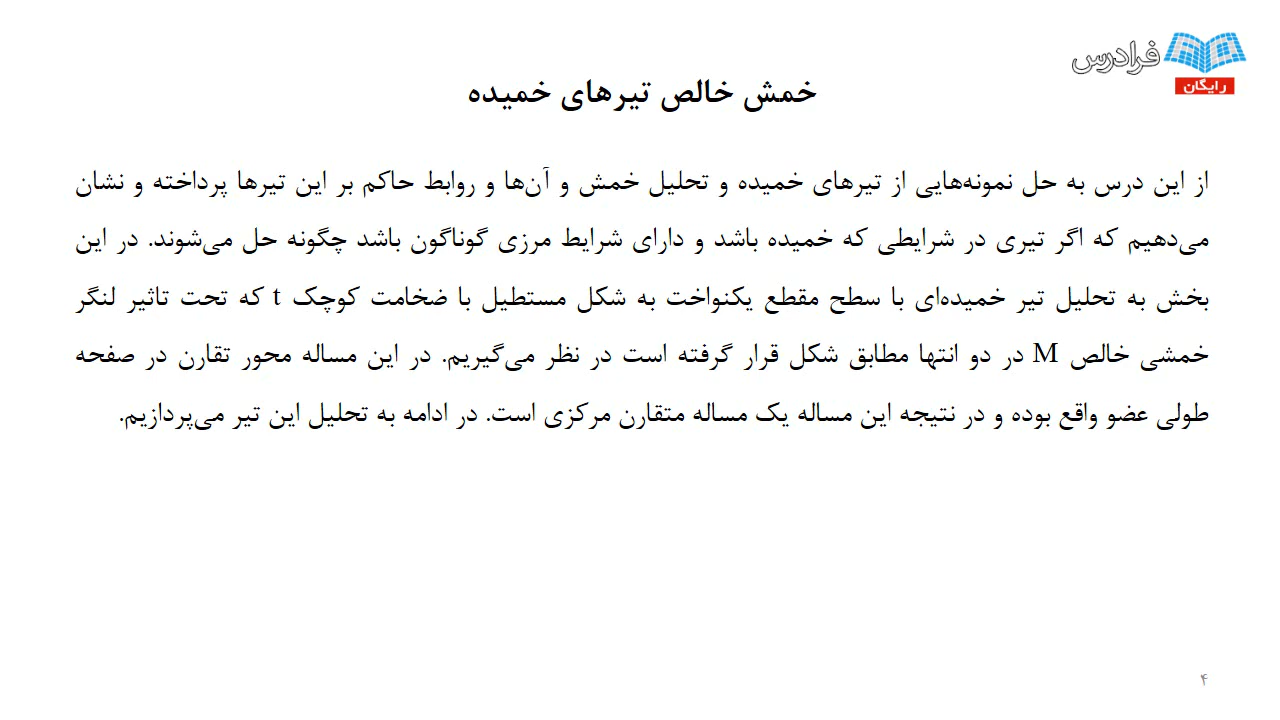 فرادرس
رایگان
خمش خالص تیرهای خمیده
از این درس به حل نمونه‌هایی از تیرهای خمیده و تحلیل خمش و آن‌ها و روابط حاکم بر این تیرها پرداخته و نشان
می‌دهیم که اگر تیری در شرایطی که خمیده باشد و دارای شرایط مرزی گوناگون باشد چگونه حل می‌شوند. در این
بخش به تحلیل تیر خمیده‌ای با سطح مقطع یکنواخت به شکل مستطیل با ضخامت کوچک t که تحت تاثیر لنگر
خمشی خالص M در دو انتها مطابق شکل قرار گرفته است در نظر می‌گیریم. در این مساله محور تقارن در صفحه
طولی عضو واقع بوده و در نتیجه این مساله یک مساله متقارن مرکزی است. در ادامه به تحلیل این تیر می‌پردازیم.
۴